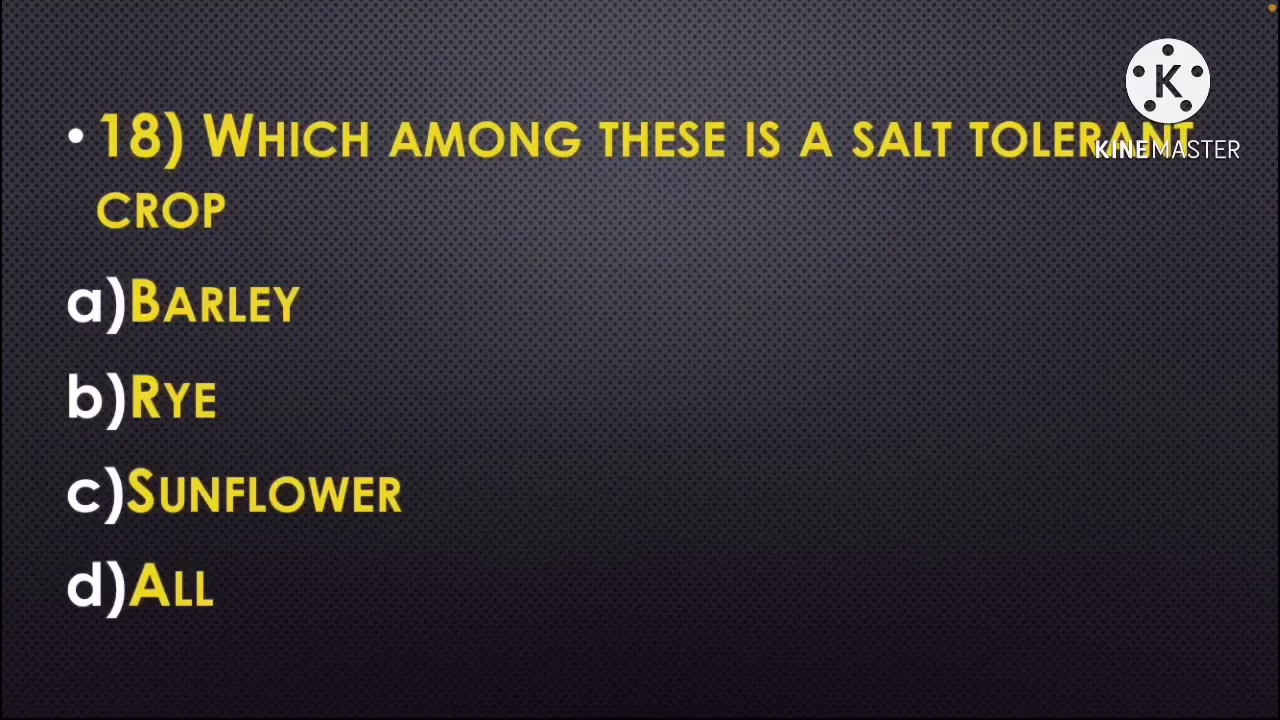 • 18) WHICH AMONG THESE IS A SALT TOLERANT
CROP
a)BARLEY
b)RYE
c)SUNFLOWER
d)ALL
K
KINEMASTER